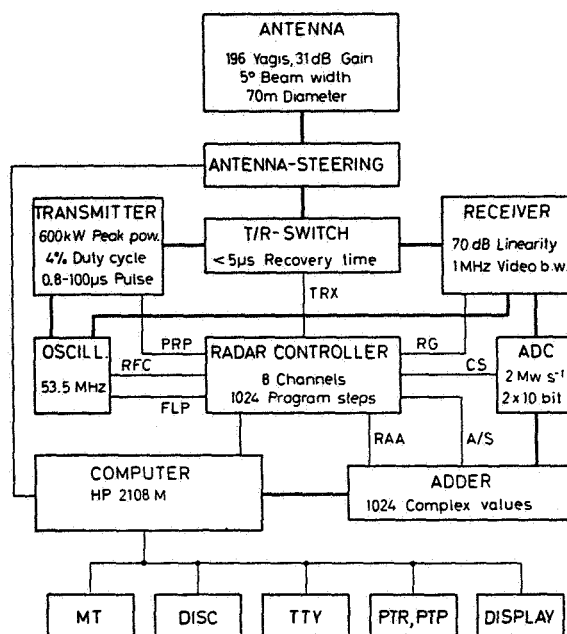 ANTENNA
196 Yagis, 31 dB Gain
5° Beam width
70m Diameter
ANTENNA-STEERING
TRANSMITTER
600kW Peak pow.
4% Duty cycle
0.8-100µs Pulse
T/R-SWITCH
<5µs Recovery time
RECEIVER
70 dB Linearity
1MHz Video b.w.
TRX
OSCILL.
53.5 MHz
PRP
RFC
FLP
RADAR CONTROLLER
8 Channels
1024 Program steps
RG
CS
ADC
2 Mw s⁻¹
2×10 bit
RAA
A/S
COMPUTER
HP 2108 M
ADDER
1024 Complex values
MT
DISC
TTY
PTR, PTP
DISPLAY